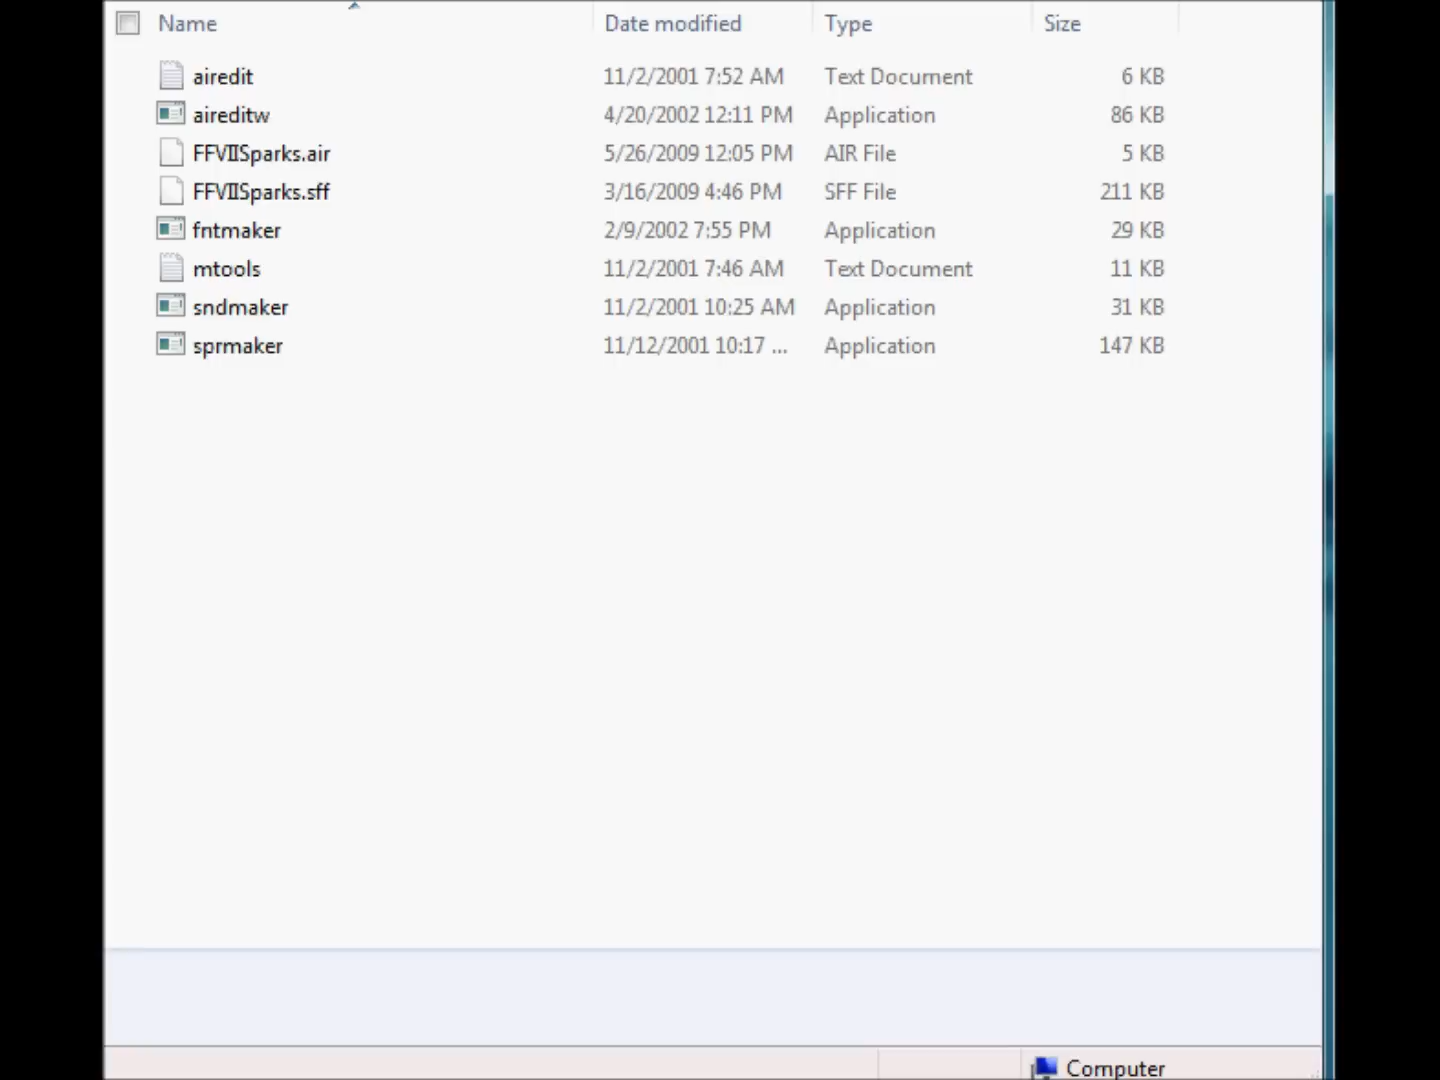 Name Date modified Type Size
airedit 11/2/2001 7:52 AM Text Document 6 KB
aireditw 4/20/2002 12:11 PM Application 86 KB
FFVIISparks.air 5/26/2009 12:05 PM AIR File 5 KB
FFVIISparks.sff 3/16/2009 4:46 PM SFF File 211 KB
fntmaker 2/9/2002 7:55 PM Application 29 KB
mtools 11/2/2001 7:46 AM Text Document 11 KB
sndmaker 11/2/2001 10:25 AM Application 31 KB
sprmaker 11/12/2001 10:17 ... Application 147 KB
Computer